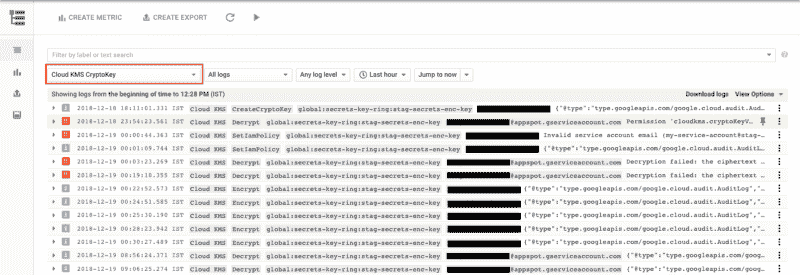 CREATE METRIC CREATE EXPORT
Filter by label or text search
Cloud KMS CryptoKey All logs Any log level Last hour Jump to now
Showing logs from the beginning of time to 12:28 PM (IST) Download logs View Options
2018-12-18 18:11:01.331 IST Cloud KMS CreateCryptoKey global:secrets-key-ring:stag-secrets-enc-key {"@type":"type.googleapis.com/google.cloud.audit.Aud…
2018-12-18 23:54:23.561 IST Cloud KMS Decrypt global:secrets-key-ring:stag-secrets-enc-key @appspot.gserviceaccount.com Permission 'cloudkms.cryptoKeyV…
2018-12-19 00:00:44.363 IST Cloud KMS SetIamPolicy global:secrets-key-ring:stag-secrets-enc-key Invalid service account email (my-service-account@stag-…
2018-12-19 00:01:09.744 IST Cloud KMS SetIamPolicy global:secrets-key-ring:stag-secrets-enc-key {"@type":"type.googleapis.com/google.cloud.audit.AuditL…
2018-12-19 00:03:23.269 IST Cloud KMS Decrypt global:secrets-key-ring:stag-secrets-enc-key @appspot.gserviceaccount.com Decryption failed: the ciphertext …
2018-12-19 00:19:18.355 IST Cloud KMS Decrypt global:secrets-key-ring:stag-secrets-enc-key @appspot.gserviceaccount.com Decryption failed: the ciphertext …
2018-12-19 00:22:52.573 IST Cloud KMS Encrypt global:secrets-key-ring:stag-secrets-enc-key {"@type":"type.googleapis.com/google.cloud.audit.AuditLog","…
2018-12-19 00:24:51.585 IST Cloud KMS Encrypt global:secrets-key-ring:stag-secrets-enc-key {"@type":"type.googleapis.com/google.cloud.audit.AuditLog","…
2018-12-19 00:25:30.190 IST Cloud KMS Encrypt global:secrets-key-ring:stag-secrets-enc-key {"@type":"type.googleapis.com/google.cloud.audit.AuditLog","…
2018-12-19 00:28:23.942 IST Cloud KMS Encrypt global:secrets-key-ring:stag-secrets-enc-key {"@type":"type.googleapis.com/google.cloud.audit.AuditLog","…
2018-12-19 00:30:27.489 IST Cloud KMS Encrypt global:secrets-key-ring:stag-secrets-enc-key {"@type":"type.googleapis.com/google.cloud.audit.AuditLog","…
2018-12-19 08:56:24.371 IST Cloud KMS Decrypt global:secrets-key-ring:stag-secrets-enc-key @appspot.gserviceaccount.com {"@type":"type.googleapis.com/goo…
2018-12-19 09:06:25.274 IST Cloud KMS Decrypt global:secrets-key-ring:stag-secrets-enc-key @appspot.gserviceaccount.com {"@type":"type.googleapis.com/goo…